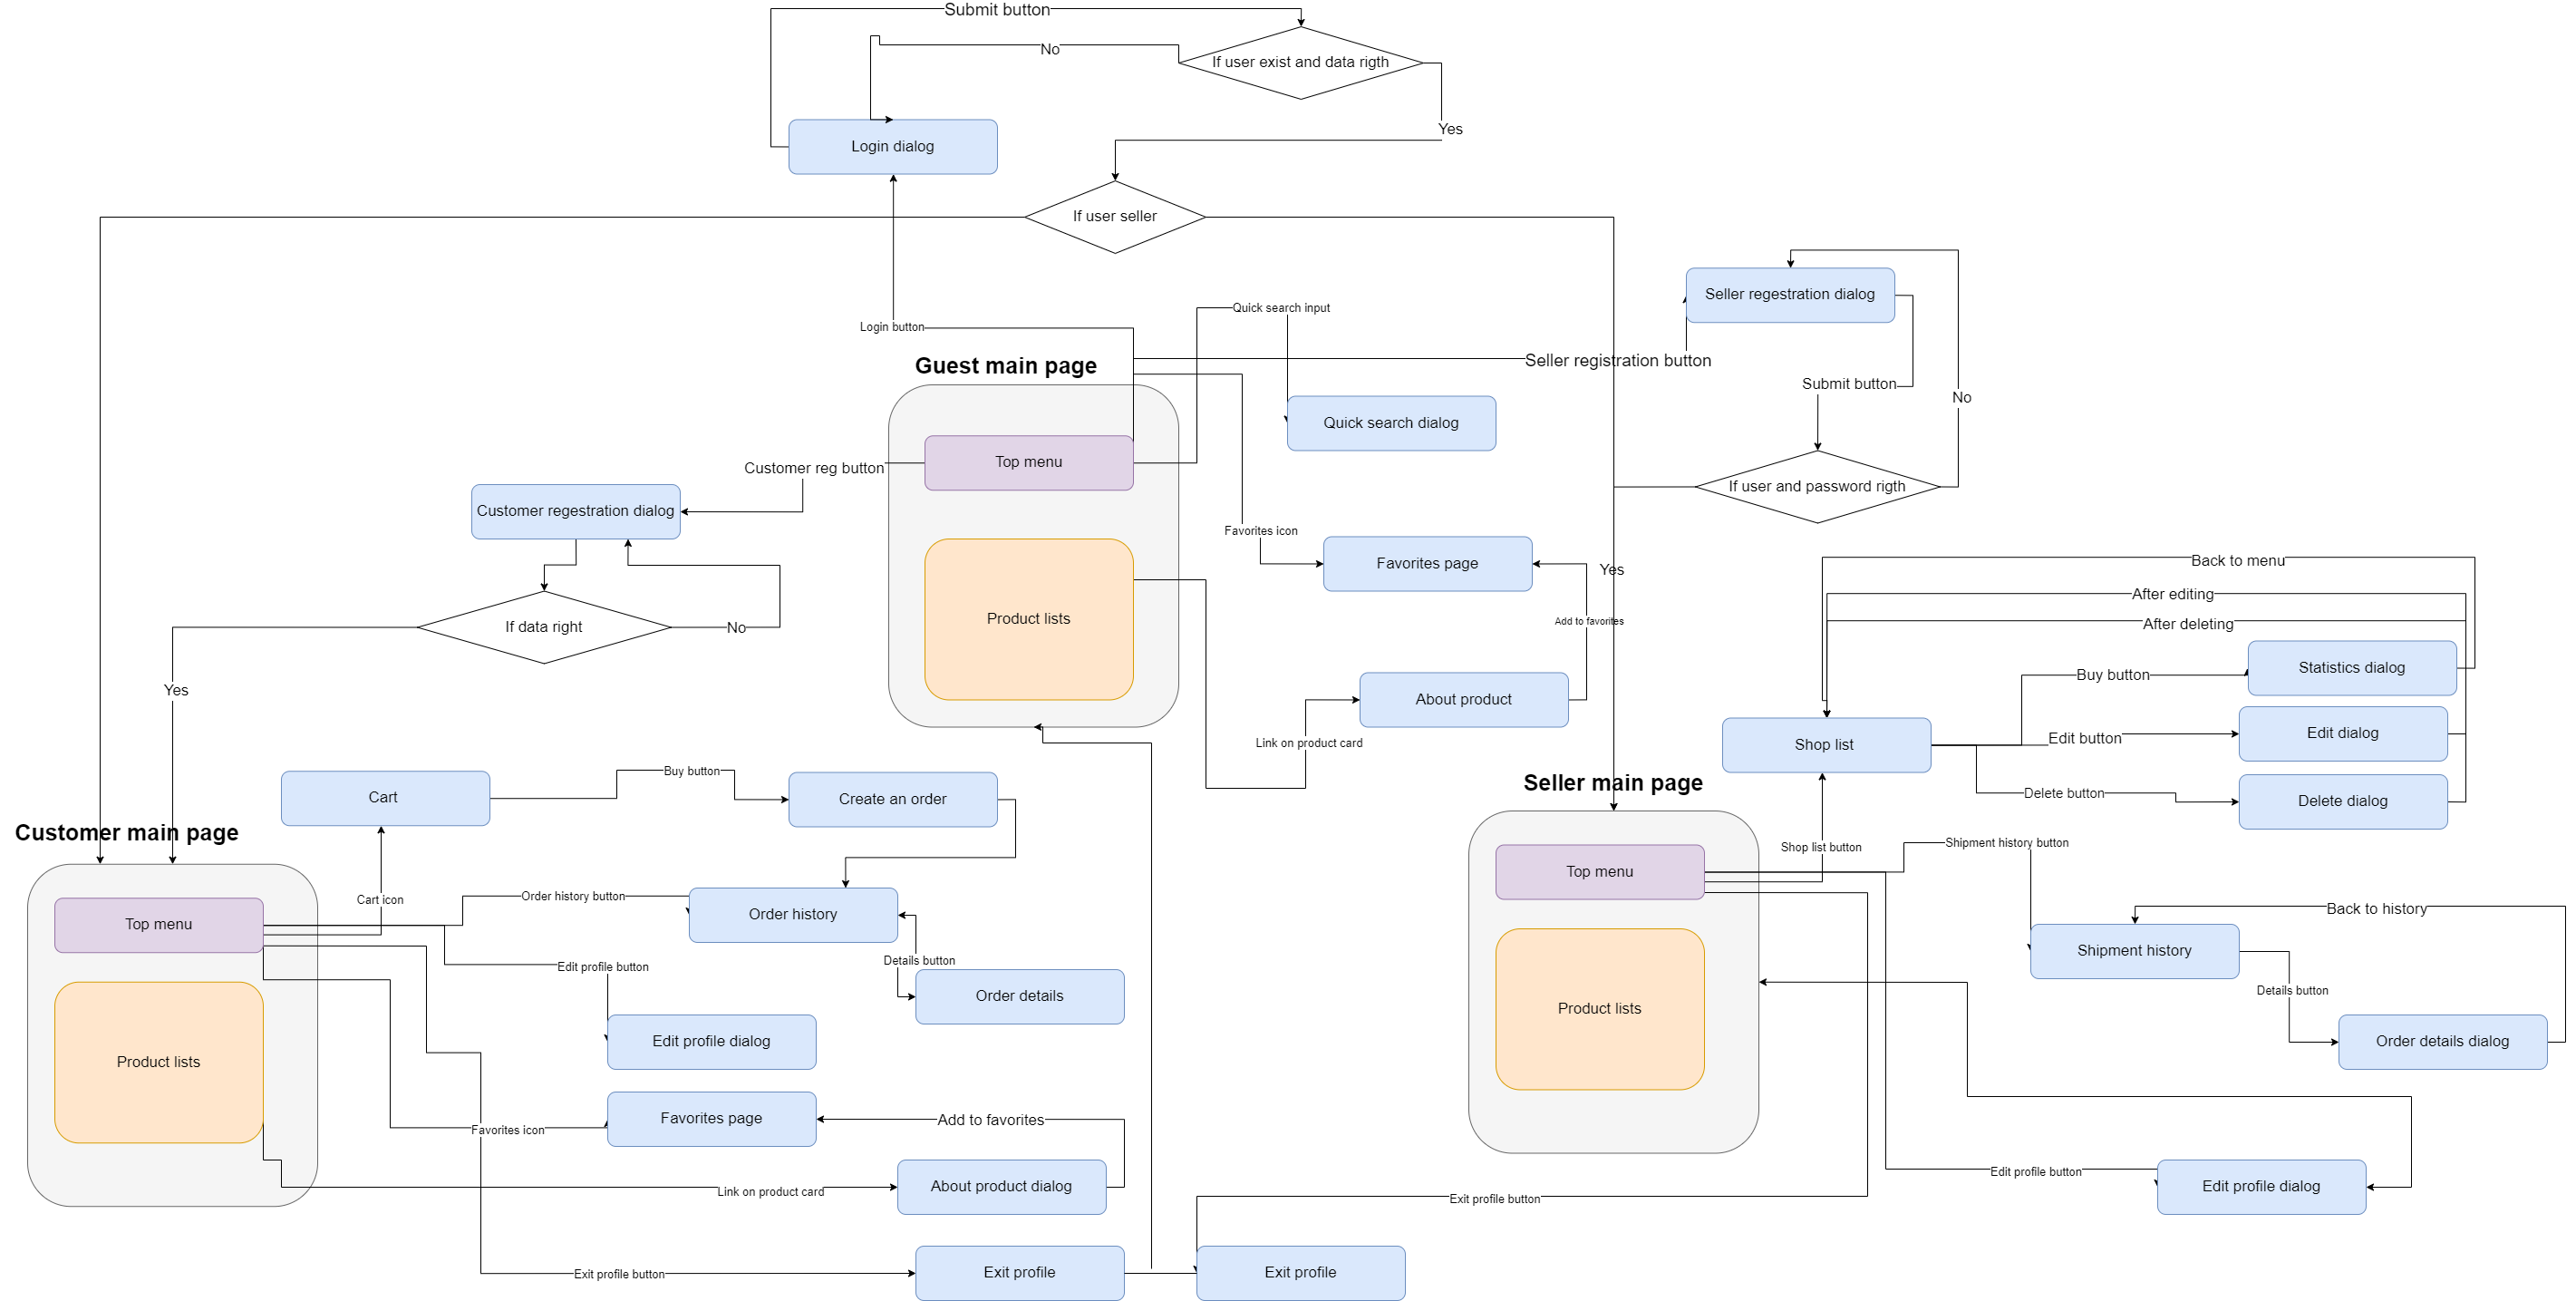 Submit button
No
If user exist and data rigth
Yes
Login dialog
If user seller
Login button
Quick search input
Seller regestration dialog
Seller registration button
Guest main page
Submit button
No
Quick search dialog
Top menu
Customer reg button
If user and password rigth
Customer regestration dialog
Favorites icon
Favorites page
Yes
Add to favorites
Product lists
If data right
No
Yes
About product
Link on product card
Back to menu
After editing
After deleting
Statistics dialog
Buy button
Edit dialog
Edit button
Shop list
Delete button
Delete dialog
Cart
Buy button
Create an order
Seller main page
Customer main page
Shop list button
Shipment history button
Top menu
Top menu
Cart icon
Order history button
Order history
Back to history
Shipment history
Details button
Edit profile button
Order details
Details button
Product lists
Edit profile dialog
Order details dialog
Product lists
Favorites page
Add to favorites
Favorites icon
Link on product card
About product dialog
Edit profile button
Edit profile dialog
Exit profile button
Exit profile button
Exit profile
Exit profile